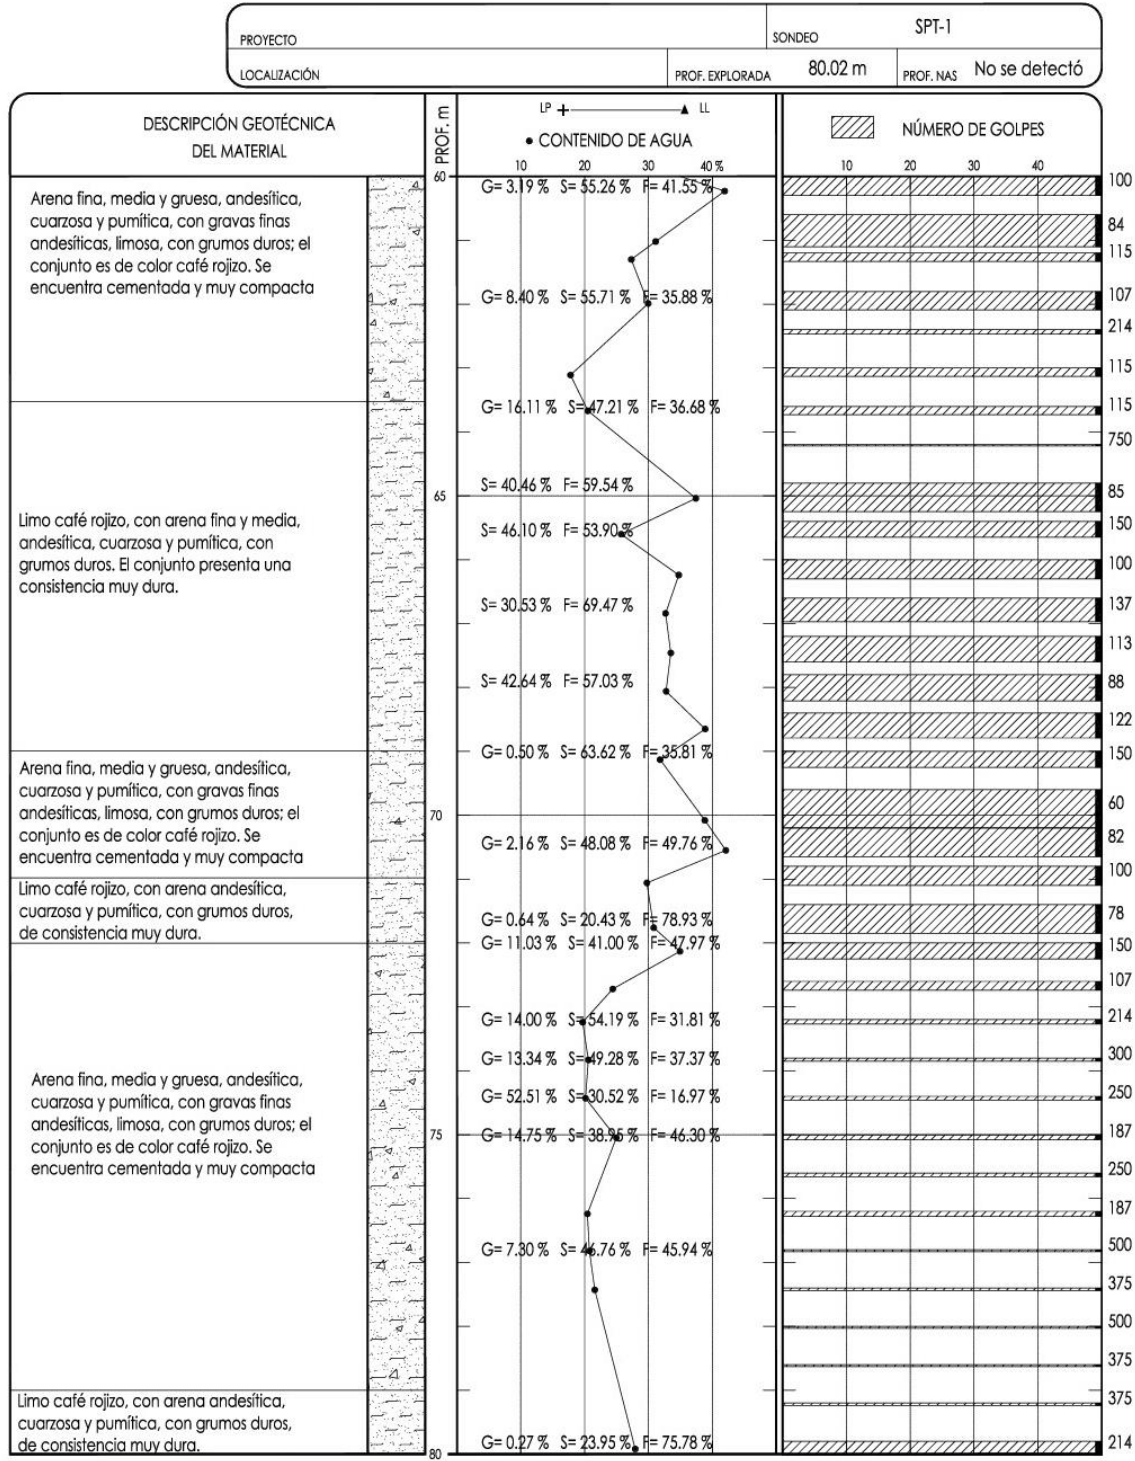 PROYECTO
SONDEO
SPT-1
LOCALIZACIÓN
PROF. EXPLORADA
80.02 m
PROF. NAS
No se detectó
DESCRIPCIÓN GEOTÉCNICA
DEL MATERIAL
PROF. m
LP
LL
CONTENIDO DE AGUA
10 20 30 40 %
NÚMERO DE GOLPES
10 20 30 40
60
Arena fina, media y gruesa, andesítica,
cuarzosa y pumítica, con gravas finas
andesíticas, limosa, con grumos duros; el
conjunto es de color café rojizo. Se
encuentra cementada y muy compacta
Limo café rojizo, con arena fina y media,
andesítica, cuarzosa y pumítica, con
grumos duros. El conjunto presenta una
consistencia muy dura.
Arena fina, media y gruesa, andesítica,
cuarzosa y pumítica, con gravas finas
andesíticas, limosa, con grumos duros; el
conjunto es de color café rojizo. Se
encuentra cementada y muy compacta
Limo café rojizo, con arena andesítica,
cuarzosa y pumítica, con grumos duros,
de consistencia muy dura.
Arena fina, media y gruesa, andesítica,
cuarzosa y pumítica, con gravas finas
andesíticas, limosa, con grumos duros; el
conjunto es de color café rojizo. Se
encuentra cementada y muy compacta
Limo café rojizo, con arena andesítica,
cuarzosa y pumítica, con grumos duros,
de consistencia muy dura.
65
70
75
80
G= 3.19 % S= 55.26 % F= 41.55 %
G= 8.40 % S= 55.71 % F= 35.88 %
G= 16.11 % S= 47.21 % F= 36.68 %
S= 40.46 % F= 59.54 %
S= 46.10 % F= 53.90 %
S= 30.53 % F= 69.47 %
S= 42.64 % F= 57.03 %
G= 0.50 % S= 63.62 % F= 35.81 %
G= 2.16 % S= 48.08 % F= 49.76 %
G= 0.64 % S= 20.43 % F= 78.93 %
G= 11.03 % S= 41.00 % F= 47.97 %
G= 14.00 % S= 54.19 % F= 31.81 %
G= 13.34 % S= 49.28 % F= 37.37 %
G= 52.51 % S= 30.52 % F= 16.97 %
G= 14.75 % S= 38.95 % F= 46.30 %
G= 7.30 % S= 46.76 % F= 45.94 %
G= 0.27 % S= 23.95 % F= 75.78 %
100
84
115
107
214
115
115
750
85
150
100
137
113
88
122
150
60
82
100
78
150
107
214
300
250
187
250
187
500
375
500
375
375
214